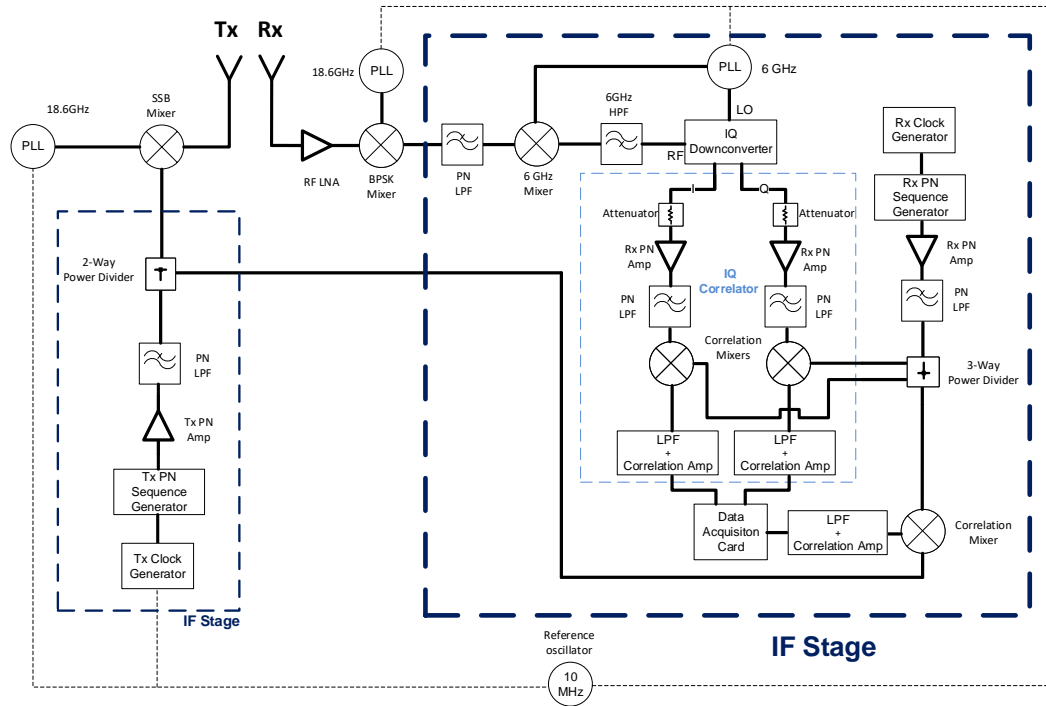 Tx
Rx
18.6GHz
PLL
SSB
Mixer
18.6GHz
PLL
RF LNA
BPSK
Mixer
PN
LPF
6 GHz
Mixer
6GHz
HPF
PLL
6 GHz
LO
RF
IQ
Downconverter
I
Q
Attenuator
Attenuator
Rx PN
Amp
Rx PN
Amp
IQ
Correlator
PN
LPF
PN
LPF
Correlation
Mixers
LPF
+
Correlation Amp
LPF
+
Correlation Amp
Data
Acquisiton
Card
LPF
+
Correlation Amp
Correlation
Mixer
Rx Clock
Generator
Rx PN
Sequence
Generator
Rx PN
Amp
PN
LPF
3-Way
Power Divider
IF Stage
2-Way
Power Divider
PN
LPF
Tx PN
Amp
Tx PN
Sequence
Generator
Tx Clock
Generator
IF Stage
Reference
oscillator
10
MHz